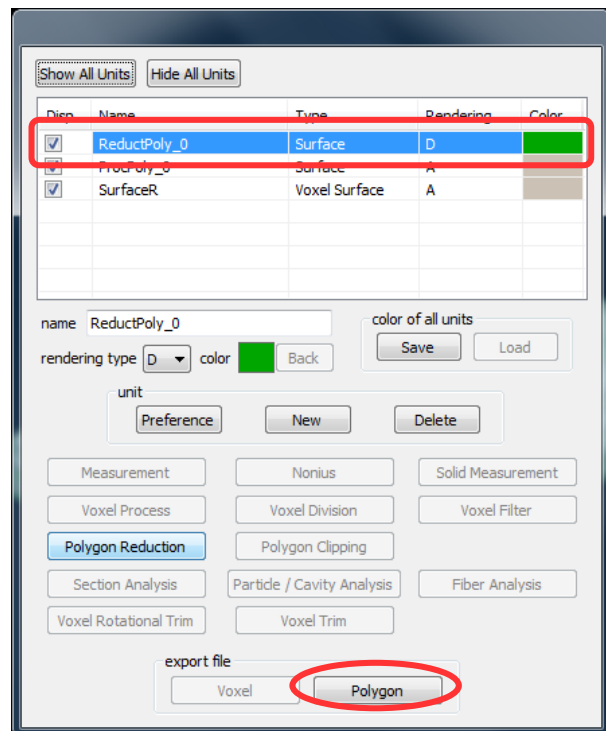 Show All Units Hide All Units
Disp Name Type Rendering Color
ReductPoly_0 Surface D
ProcPoly_0 Surface A
SurfaceR Voxel Surface A
name ReductPoly_0 color of all units
Save Load
rendering type D color Back
unit
Preference New Delete
Measurement Nonius Solid Measurement
Voxel Process Voxel Division Voxel Filter
Polygon Reduction Polygon Clipping
Section Analysis Particle / Cavity Analysis Fiber Analysis
Voxel Rotational Trim Voxel Trim
export file
Voxel Polygon